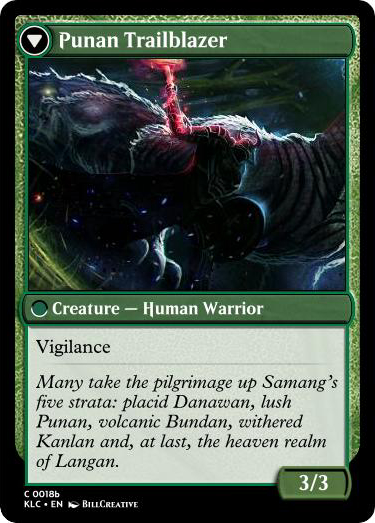 Punan Trailblazer
Creature — Human Warrior
Vigilance
Many take the pilgrimage up Samang's
five strata: placid Danawan, lush
Punan, volcanic Bundan, withered
Kanlan and, at last, the heaven realm
of Langan.
3/3
C 0018b
KLC • EN BillCreative